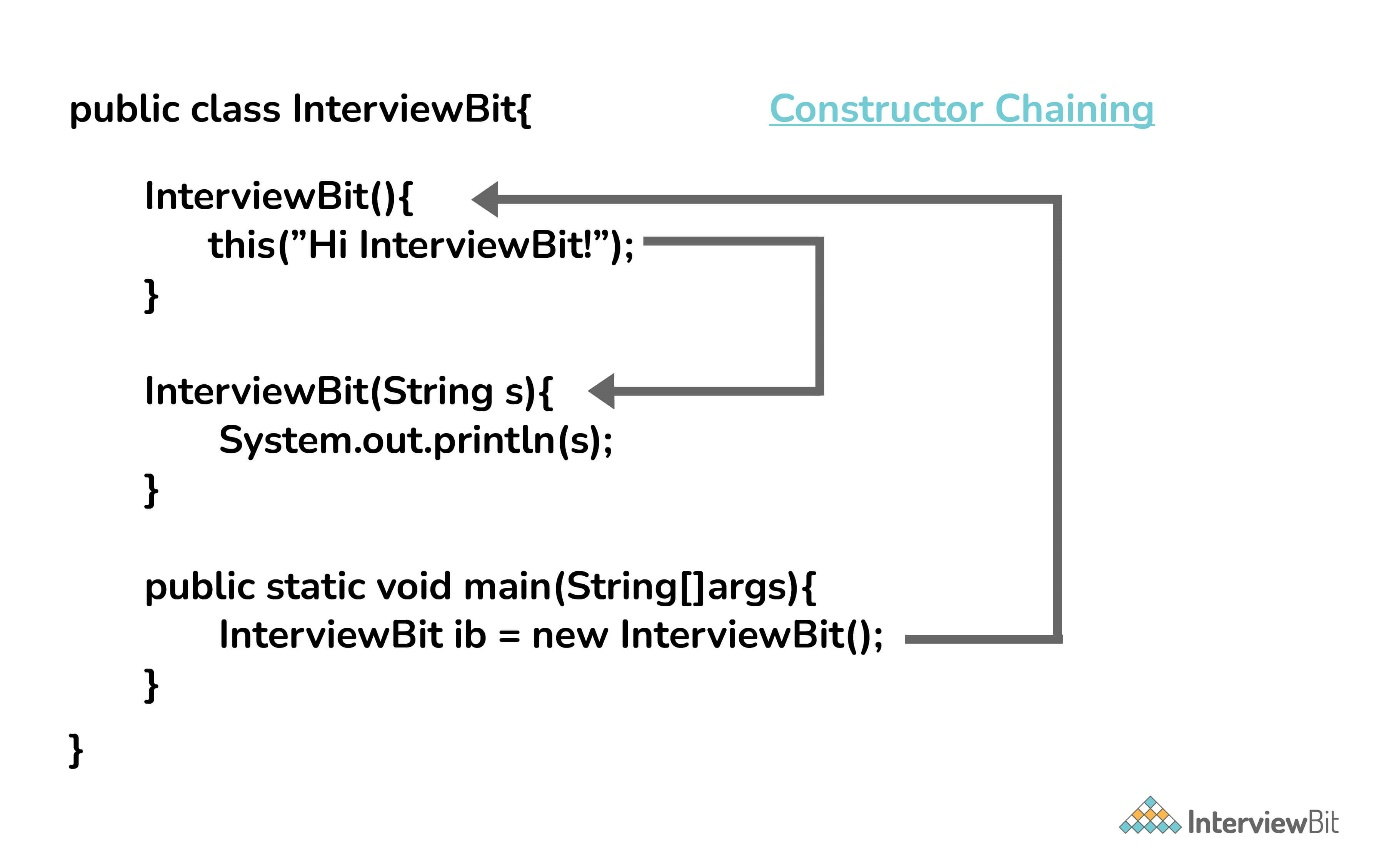 public class InterviewBit{
Constructor Chaining
InterviewBit(){
this(”Hi InterviewBit!”);
}
InterviewBit(String s){
System.out.println(s);
}
public static void main(String[]args){
InterviewBit ib = new InterviewBit();
}
}
InterviewBit